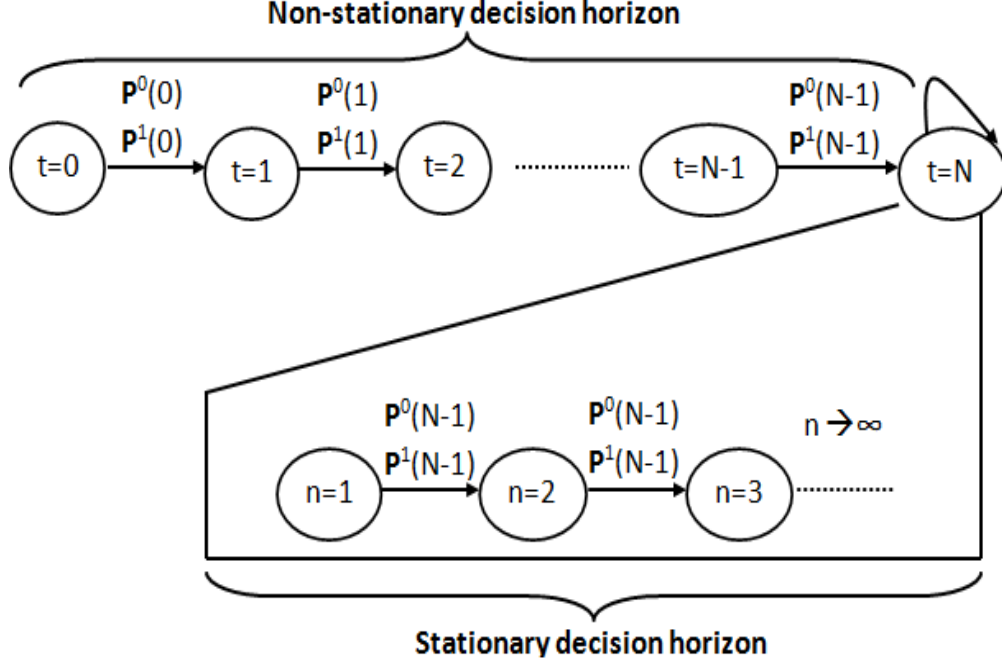 Non-stationary decision horizon
P⁰(0) P⁰(1) P⁰(N-1)
P¹(0) P¹(1) P¹(N-1)
t=0 t=1 t=2 t=N-1 t=N
P⁰(N-1) P⁰(N-1)
n → ∞
P¹(N-1) P¹(N-1)
n=1 n=2 n=3
Stationary decision horizon